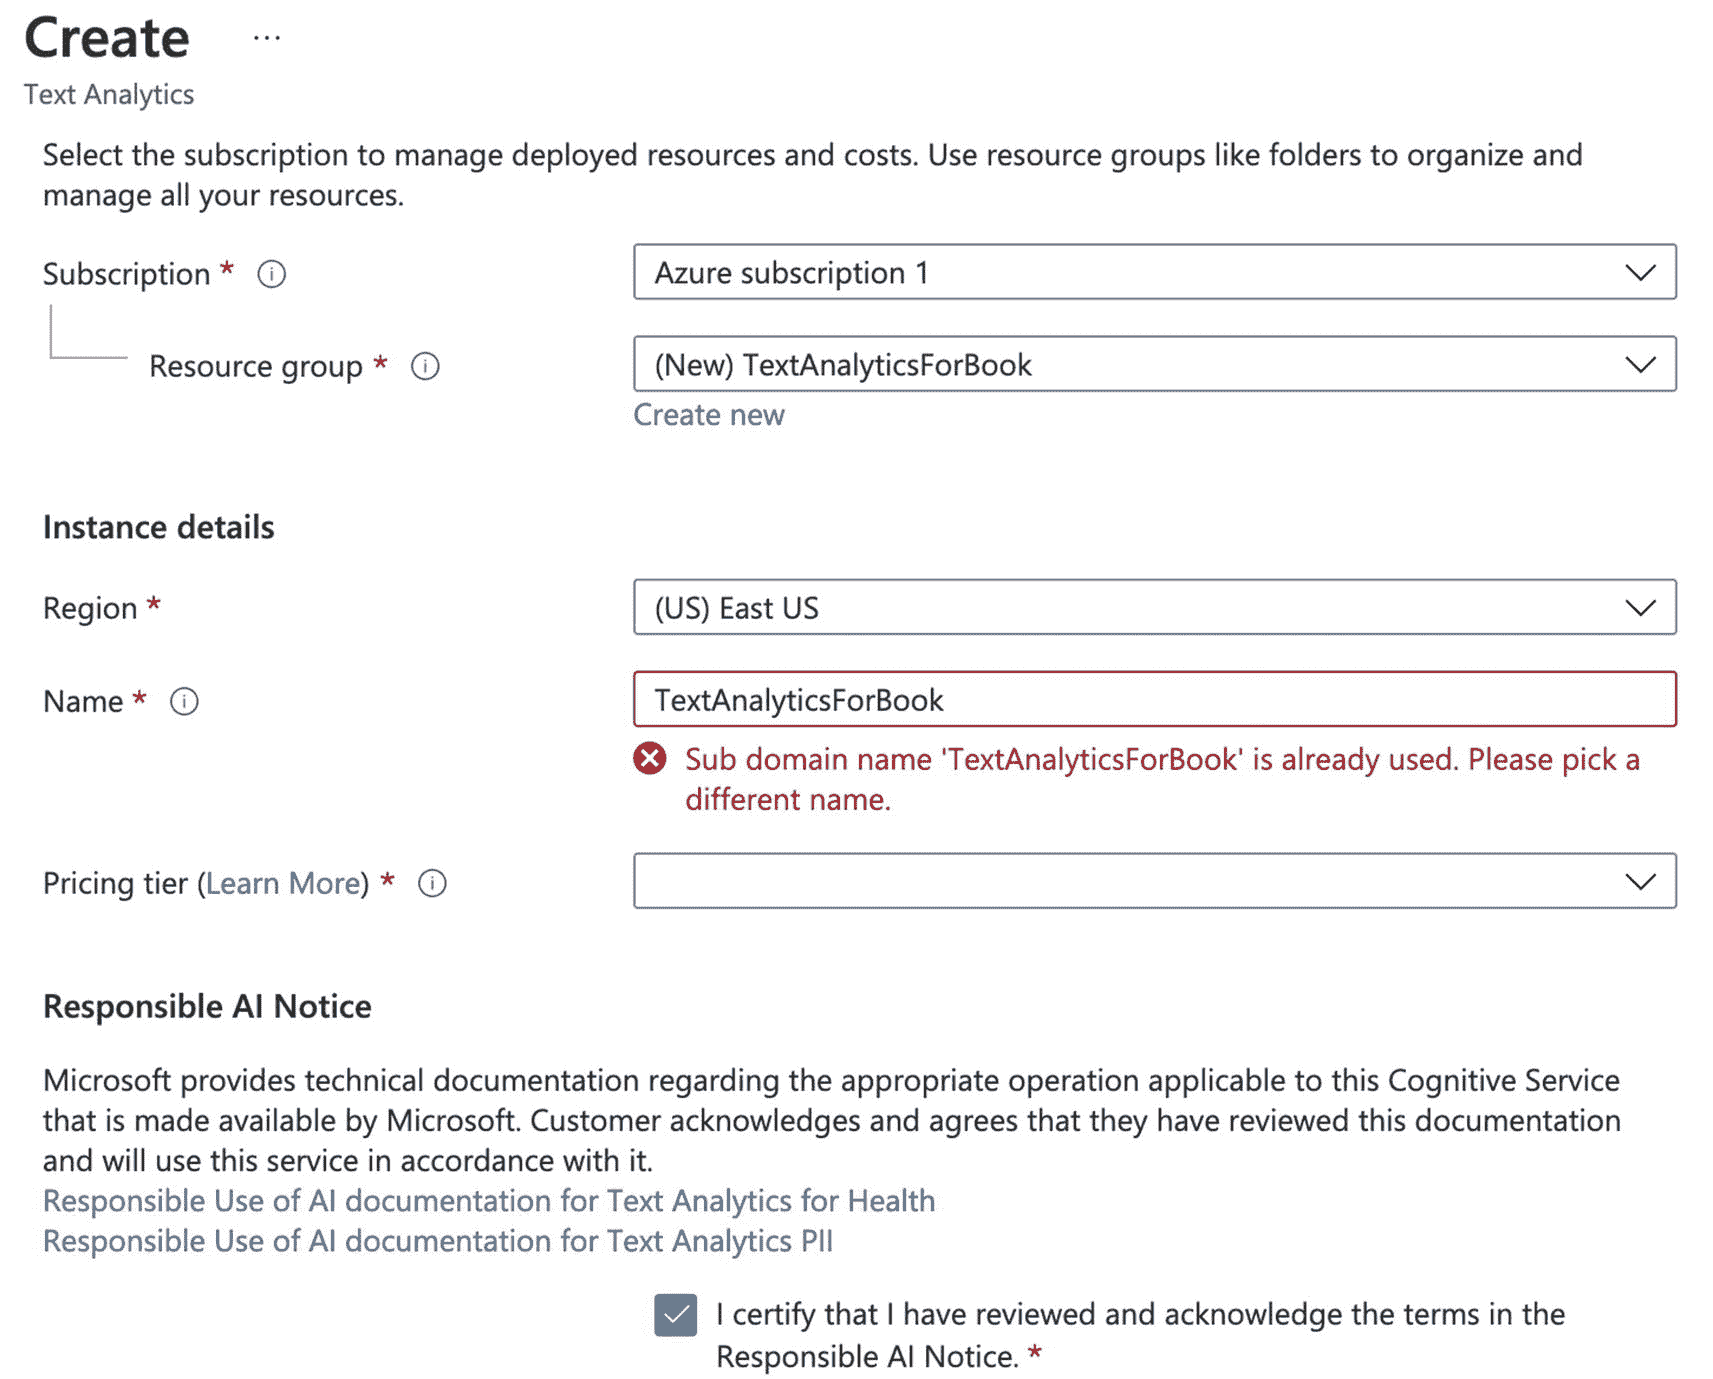 Create ...
Text Analytics
Select the subscription to manage deployed resources and costs. Use resource groups like folders to organize and
manage all your resources.
Subscription *
Azure subscription 1
Resource group *
(New) TextAnalyticsForBook
Create new
Instance details
Region *
(US) East US
Name *
TextAnalyticsForBook
Sub domain name 'TextAnalyticsForBook' is already used. Please pick a
different name.
Pricing tier (Learn More) *
Responsible AI Notice
Microsoft provides technical documentation regarding the appropriate operation applicable to this Cognitive Service
that is made available by Microsoft. Customer acknowledges and agrees that they have reviewed this documentation
and will use this service in accordance with it.
Responsible Use of AI documentation for Text Analytics for Health
Responsible Use of AI documentation for Text Analytics PII
I certify that I have reviewed and acknowledge the terms in the
Responsible AI Notice. *